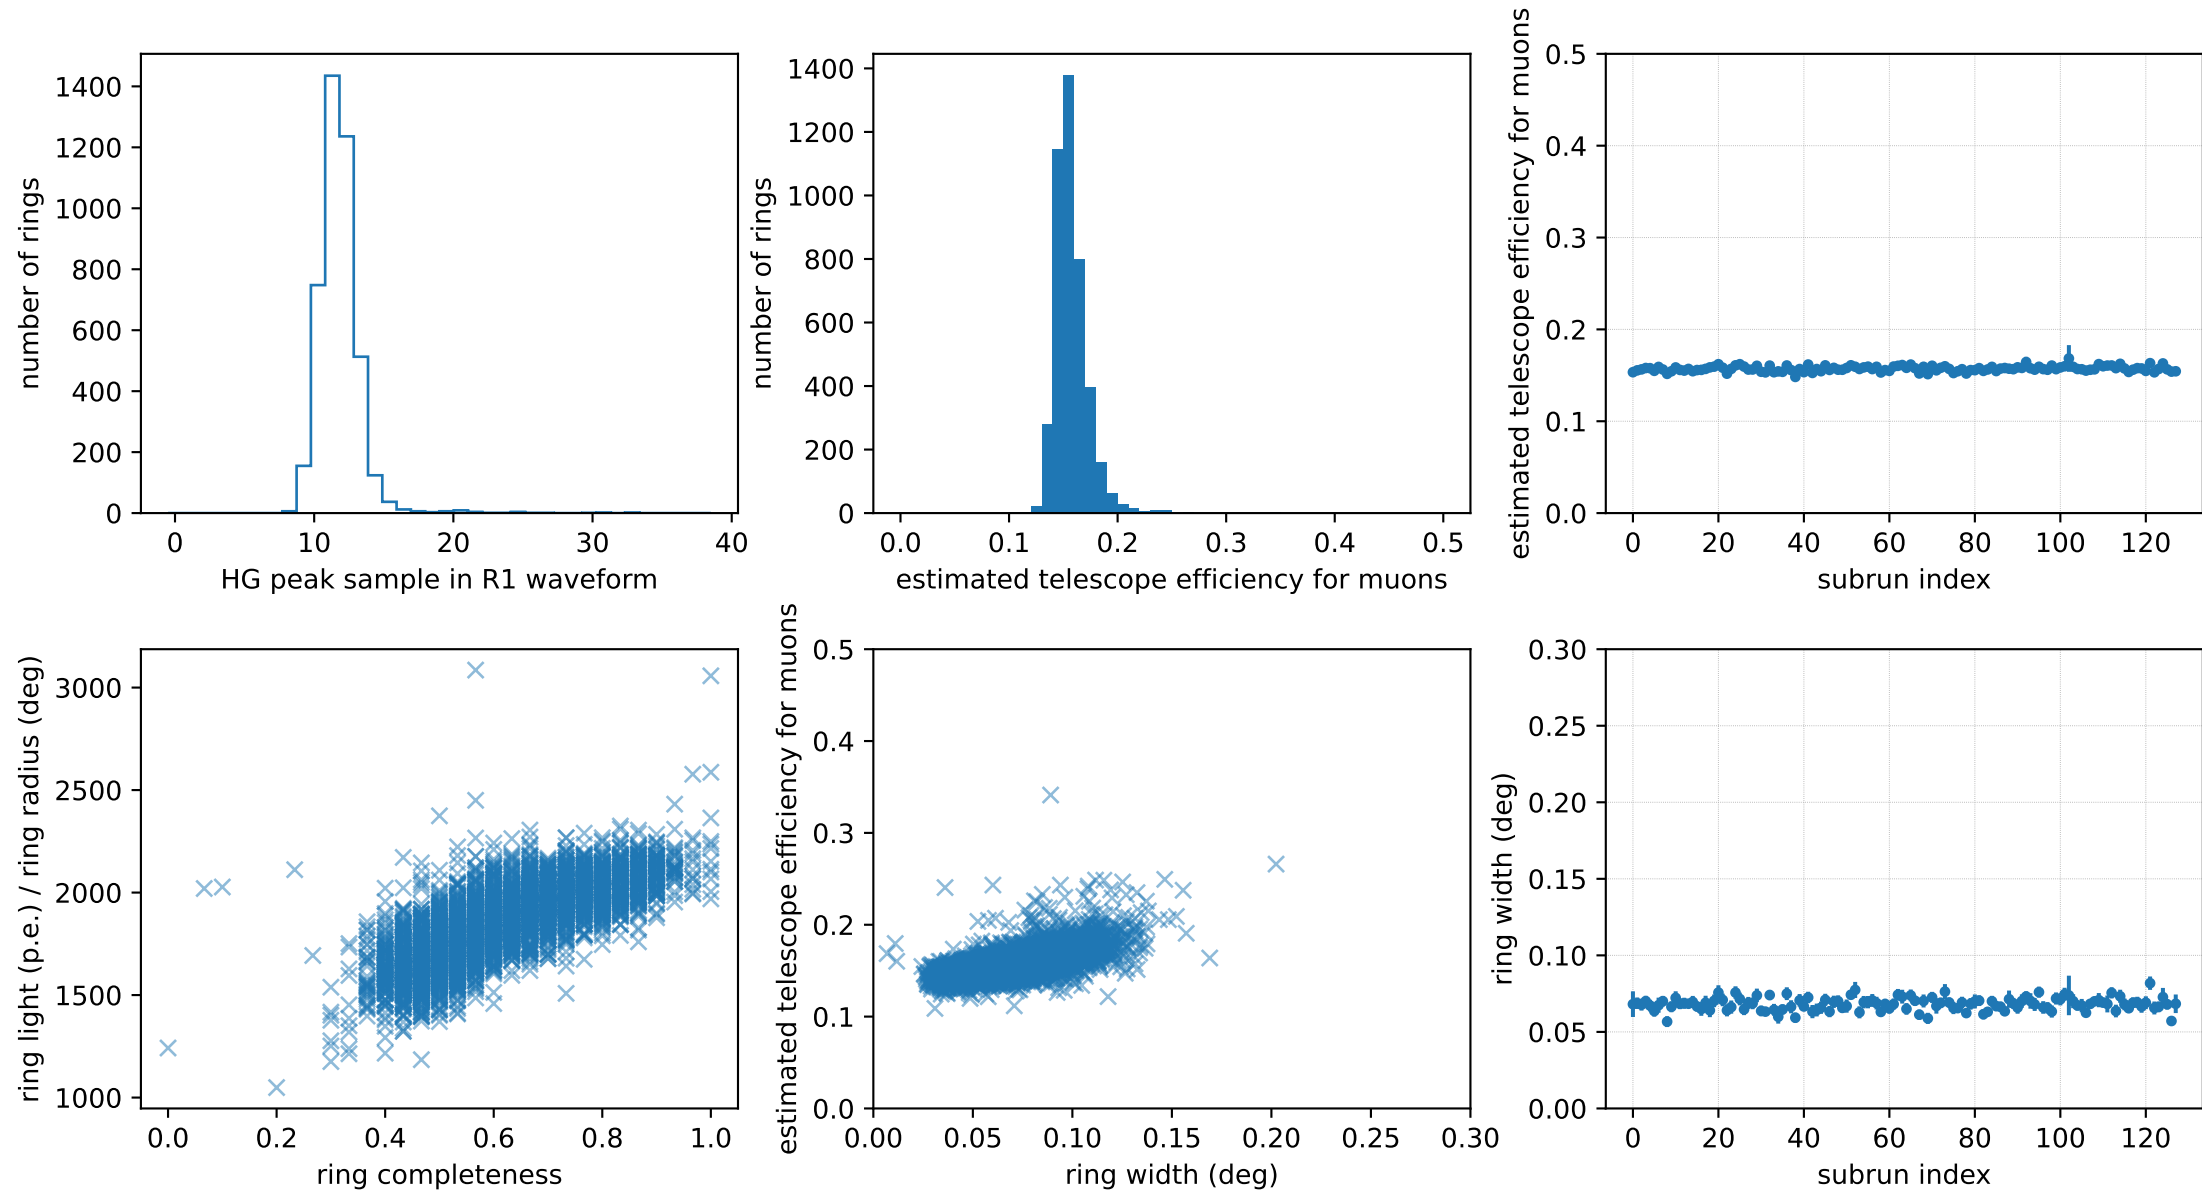 1400
1200
1000
800
600
400
200
0
number of rings
0 10 20 30 40
HG peak sample in R1 waveform
1400
1200
1000
800
600
400
200
0
number of rings
0.0 0.1 0.2 0.3 0.4 0.5
estimated telescope efficiency for muons
0.5
0.4
0.3
0.2
0.1
0.0
estimated telescope efficiency for muons
0 20 40 60 80 100 120
subrun index
3000
2500
2000
1500
1000
ring light (p.e.) / ring radius (deg)
0.0 0.2 0.4 0.6 0.8 1.0
ring completeness
0.5
0.4
0.3
0.2
0.1
0.0
estimated telescope efficiency for muons
0.00 0.05 0.10 0.15 0.20 0.25 0.30
ring width (deg)
0.30
0.25
0.20
0.15
0.10
0.05
0.00
ring width (deg)
0 20 40 60 80 100 120
subrun index